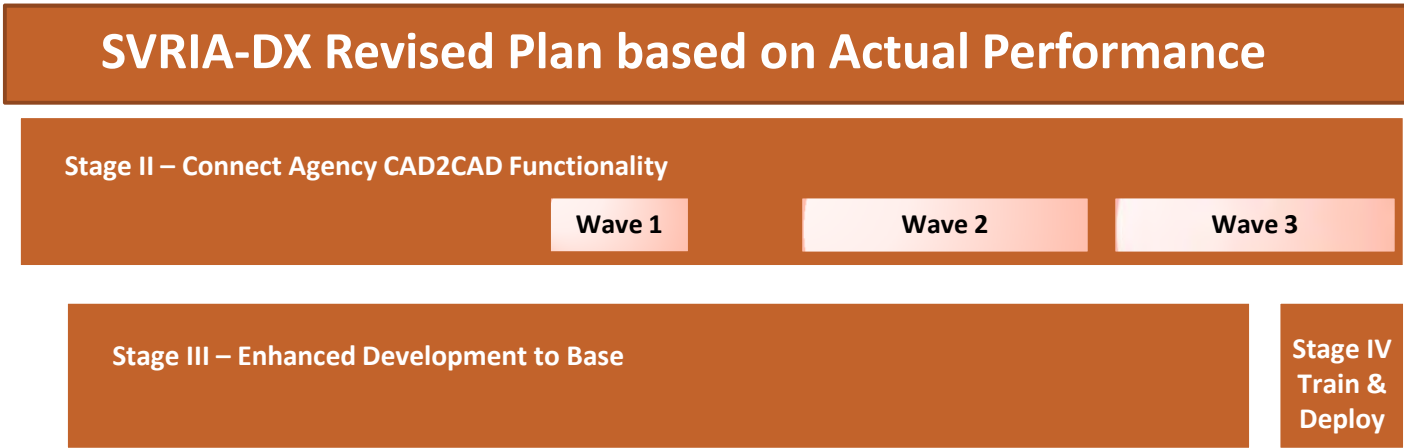 SVRIA-DX Revised Plan based on Actual Performance
Stage II – Connect Agency CAD2CAD Functionality
Wave 1
Wave 2
Wave 3
Stage III – Enhanced Development to Base
Stage IV
Train &
Deploy